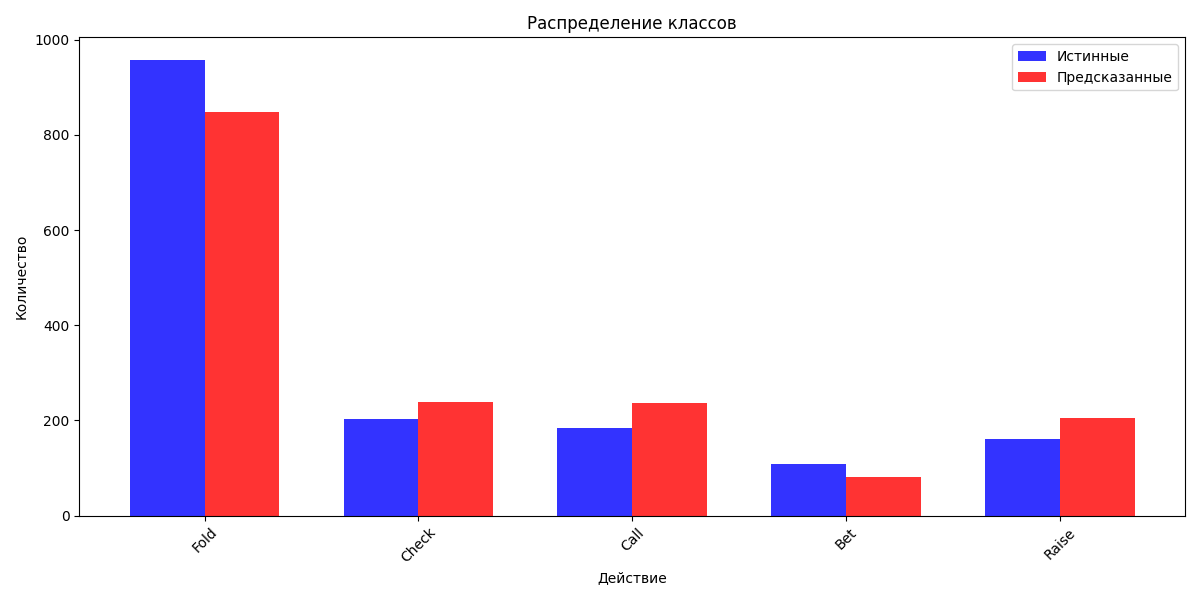 Распределение классов
Истинные
Предсказанные
Количество
1000
800
600
400
200
0
Fold
Check
Call
Bet
Raise
Действие